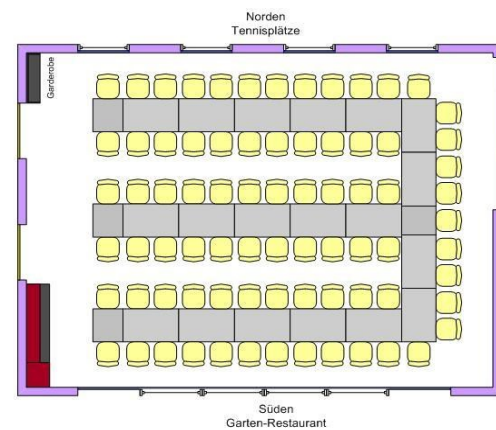 Norden
Tennisplätze
Garderobe
Süden
Garten-Restaurant